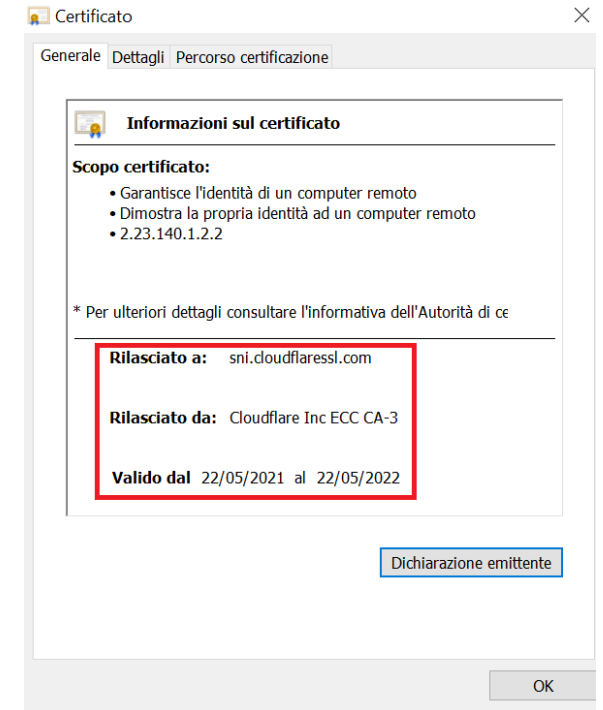 Certificato
Generale Dettagli Percorso certificazione
Informazioni sul certificato
Scopo certificato:
• Garantisce l'identità di un computer remoto
• Dimostra la propria identità ad un computer remoto
• 2.23.140.1.2.2
* Per ulteriori dettagli consultare l'informativa dell'Autorità di ce
Rilasciato a: sni.cloudflaressl.com
Rilasciato da: Cloudflare Inc ECC CA-3
Valido dal 22/05/2021 al 22/05/2022
Dichiarazione emittente
OK